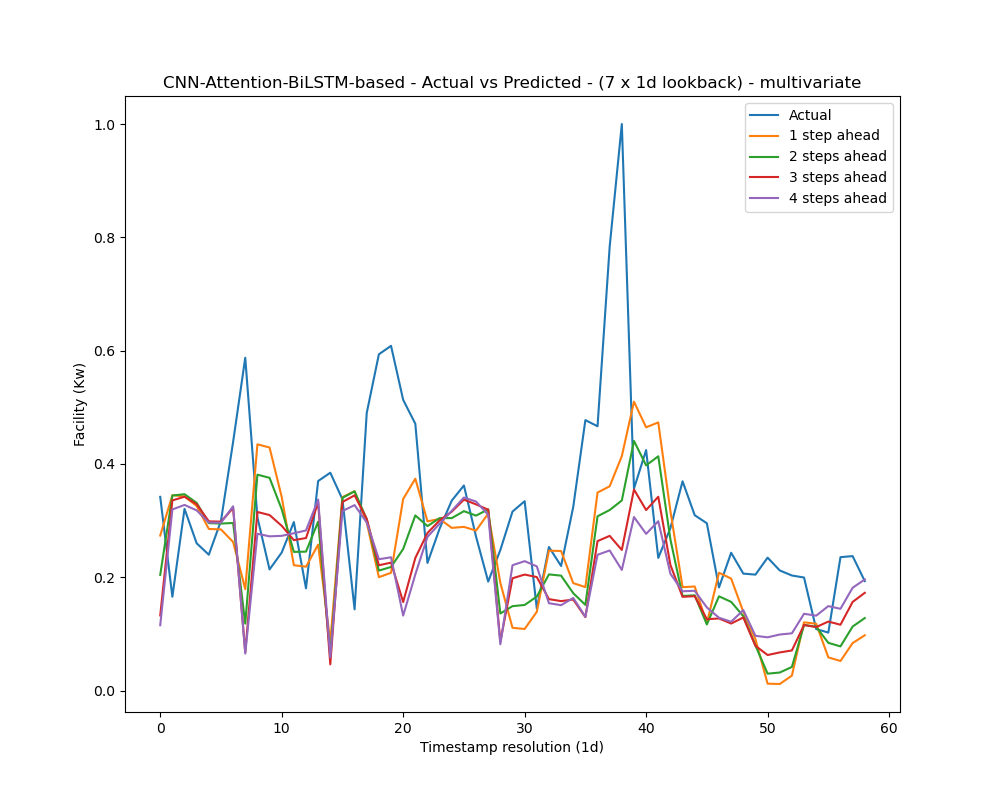 CNN-Attention-BiLSTM-based - Actual vs Predicted - (7 x 1d lookback) - multivariate
Actual
1 step ahead
2 steps ahead
3 steps ahead
4 steps ahead
Facility (Kw)
1.0
0.8
0.6
0.4
0.2
0.0
0 10 20 30 40 50 60
Timestamp resolution (1d)